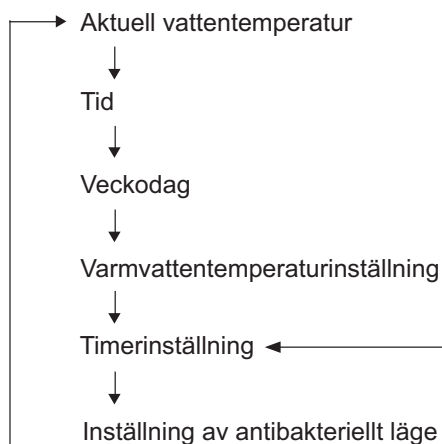 Aktuell vattentemperatur
Tid
Veckodag
Varmvattentemperaturinställning
Timerinställning
Inställning av antibakteriellt läge